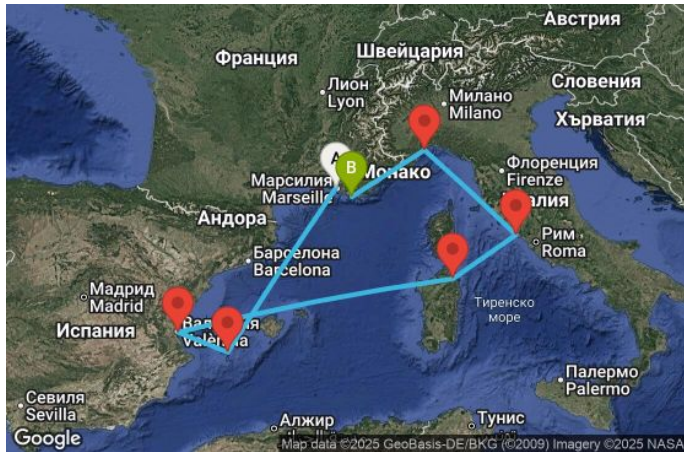 Австрия
Франция
Швейцария
Словения
Лион
Lyon
Милано
Milano
Хърватия
A
B
Монако
Марсилия
Marseille
Флоренция
Firenze
Андора
Рим
Roma
Барселона
Barcelona
Мадрид
Madrid
Испания
València
Тиренско
море
Палермо
Palermo
Севиля
Sevilla
Алжир
Тунис
Google
Map data ©2025 GeoBasis-DE/BKG (©2009) Imagery ©2025 NASA